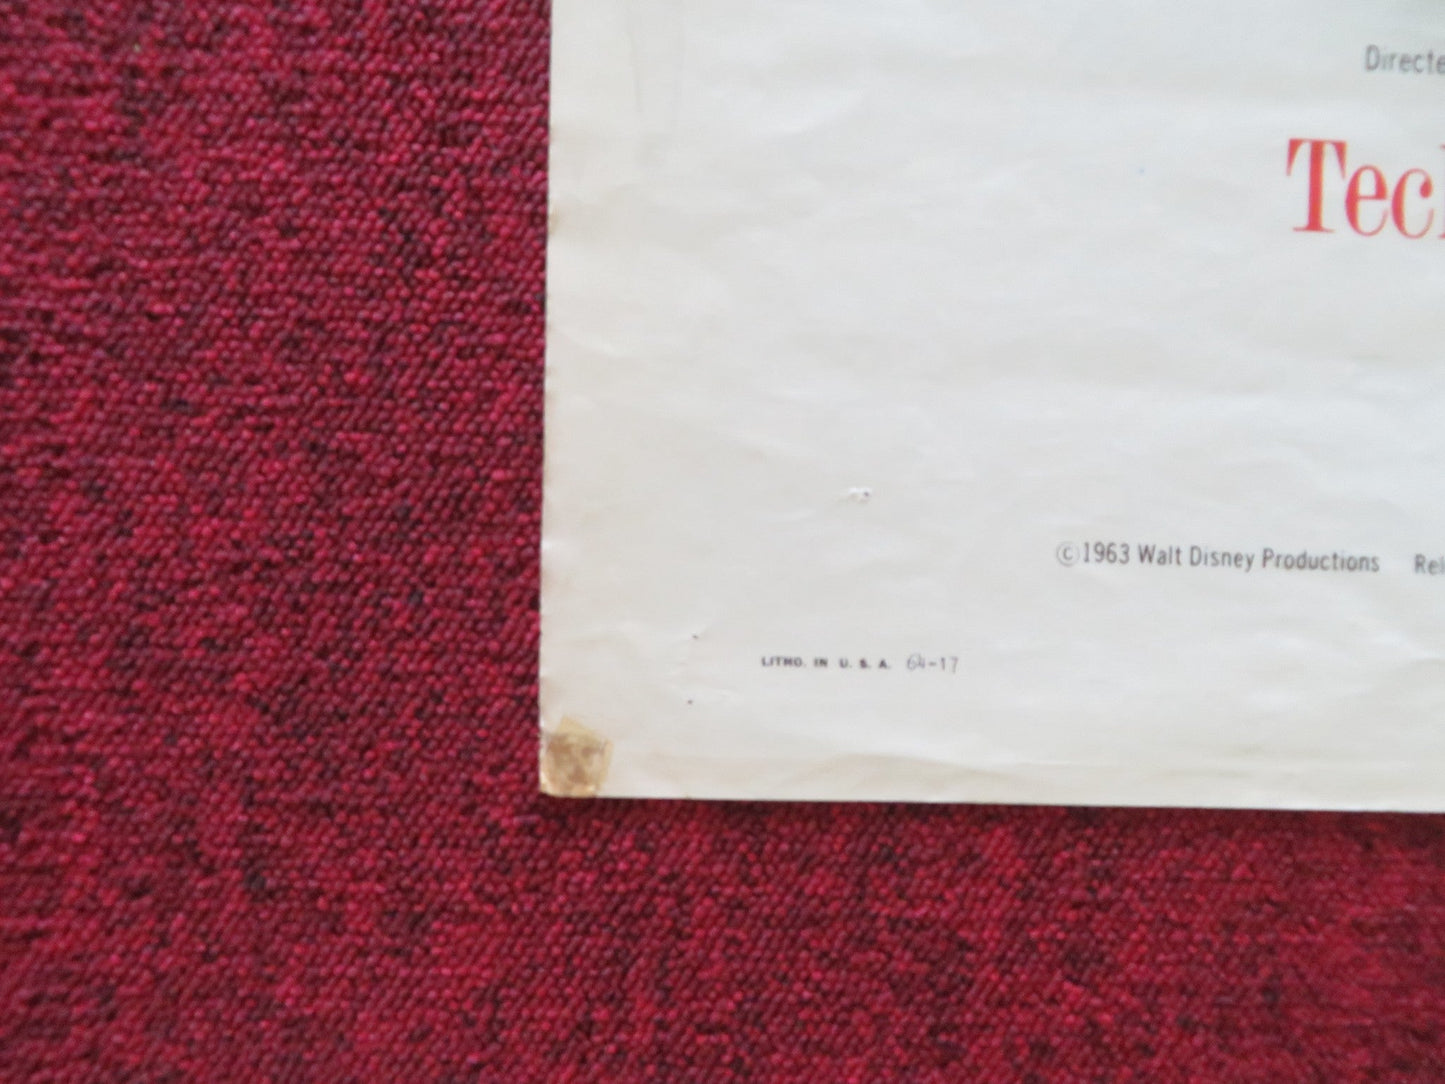 Directe
Tec
©1963 Walt Disney Productions Rel
LITHO. IN U. S. A. 64-17